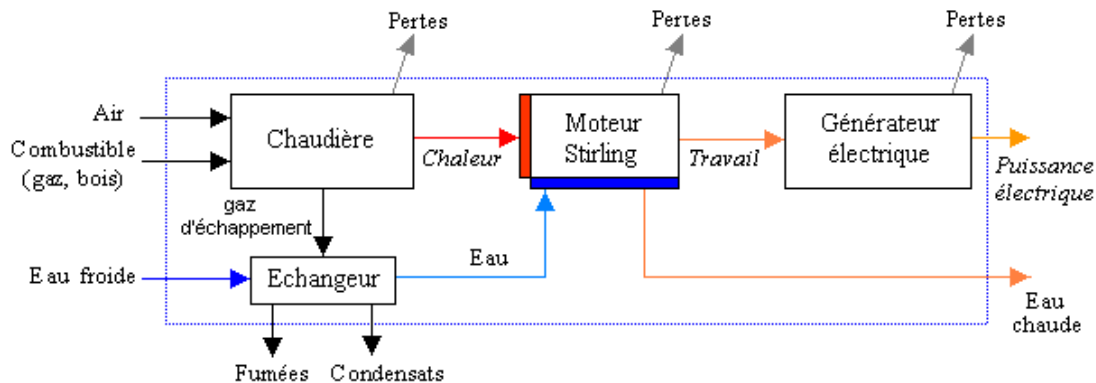 Pertes
Pertes
Pertes
Air
Combustible
(gaz, bois)
Chaudière
Chaleur
Moteur
Stirling
Travail
Générateur
électrique
Puissance
électrique
gaz
d'échappement
Eau froide
Echangeur
Eau
Eau
chaude
Fumées
Condensats